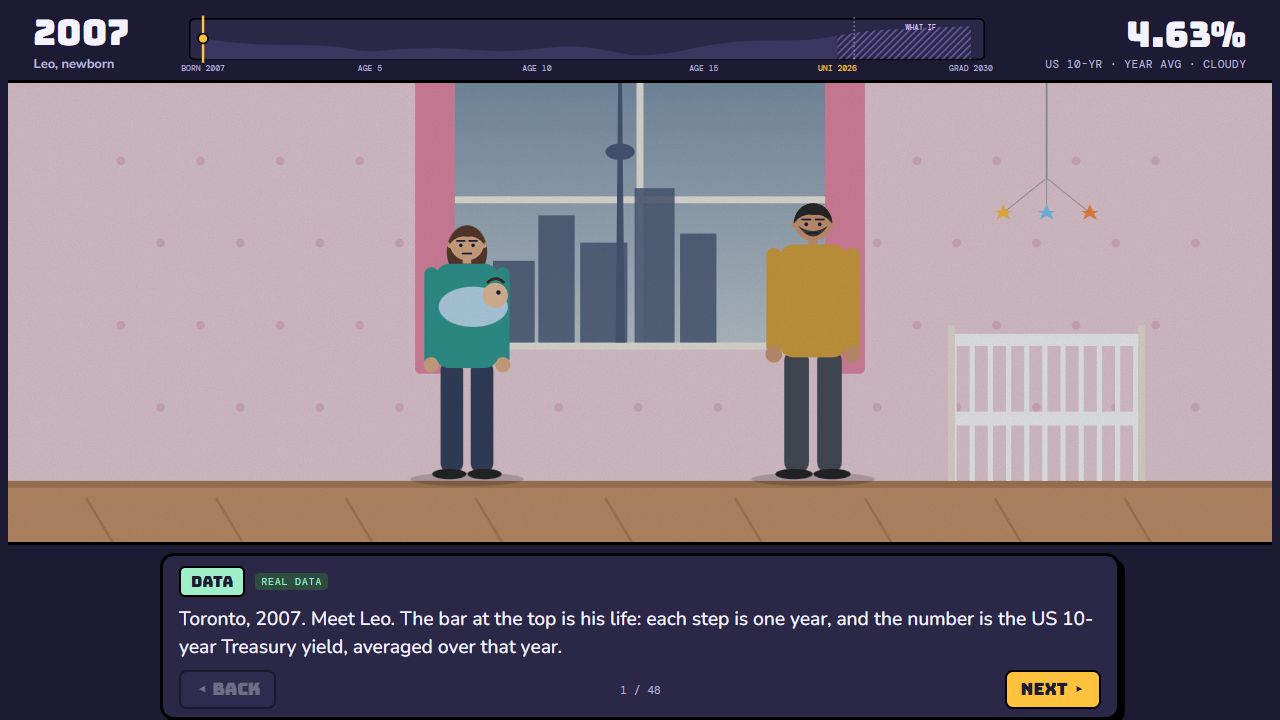 2007
Leo, newborn
WHAT IF
BORN 2007
AGE 5
AGE 10
AGE 15
UNI 2026
GRAD 2030
4.63%
US 10-YR · YEAR AVG · CLOUDY
DATA
REAL DATA
Toronto, 2007. Meet Leo. The bar at the top is his life: each step is one year, and the number is the US 10-
year Treasury yield, averaged over that year.
◂ BACK
1 / 48
NEXT ▸